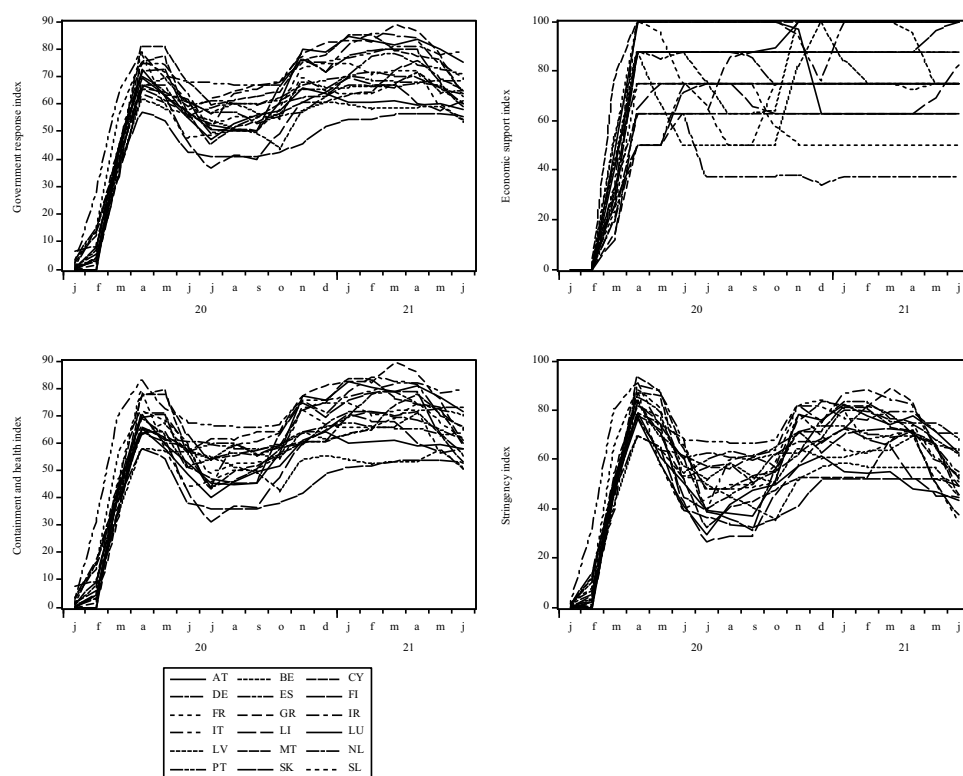 Government response index
90
80
70
60
50
40
30
20
10
0
j f m a m j j a s o n d j f m a m j
20 21
Economic support index
100
80
60
40
20
0
j f m a m j j a s o n d j f m a m j
20 21
Containment and health index
90
80
70
60
50
40
30
20
10
0
j f m a m j j a s o n d j f m a m j
20 21
Stringency index
100
80
60
40
20
0
j f m a m j j a s o n d j f m a m j
20 21
AT BE CY
DE ES FI
FR GR IR
IT LI LU
LV MT NL
PT SK SL